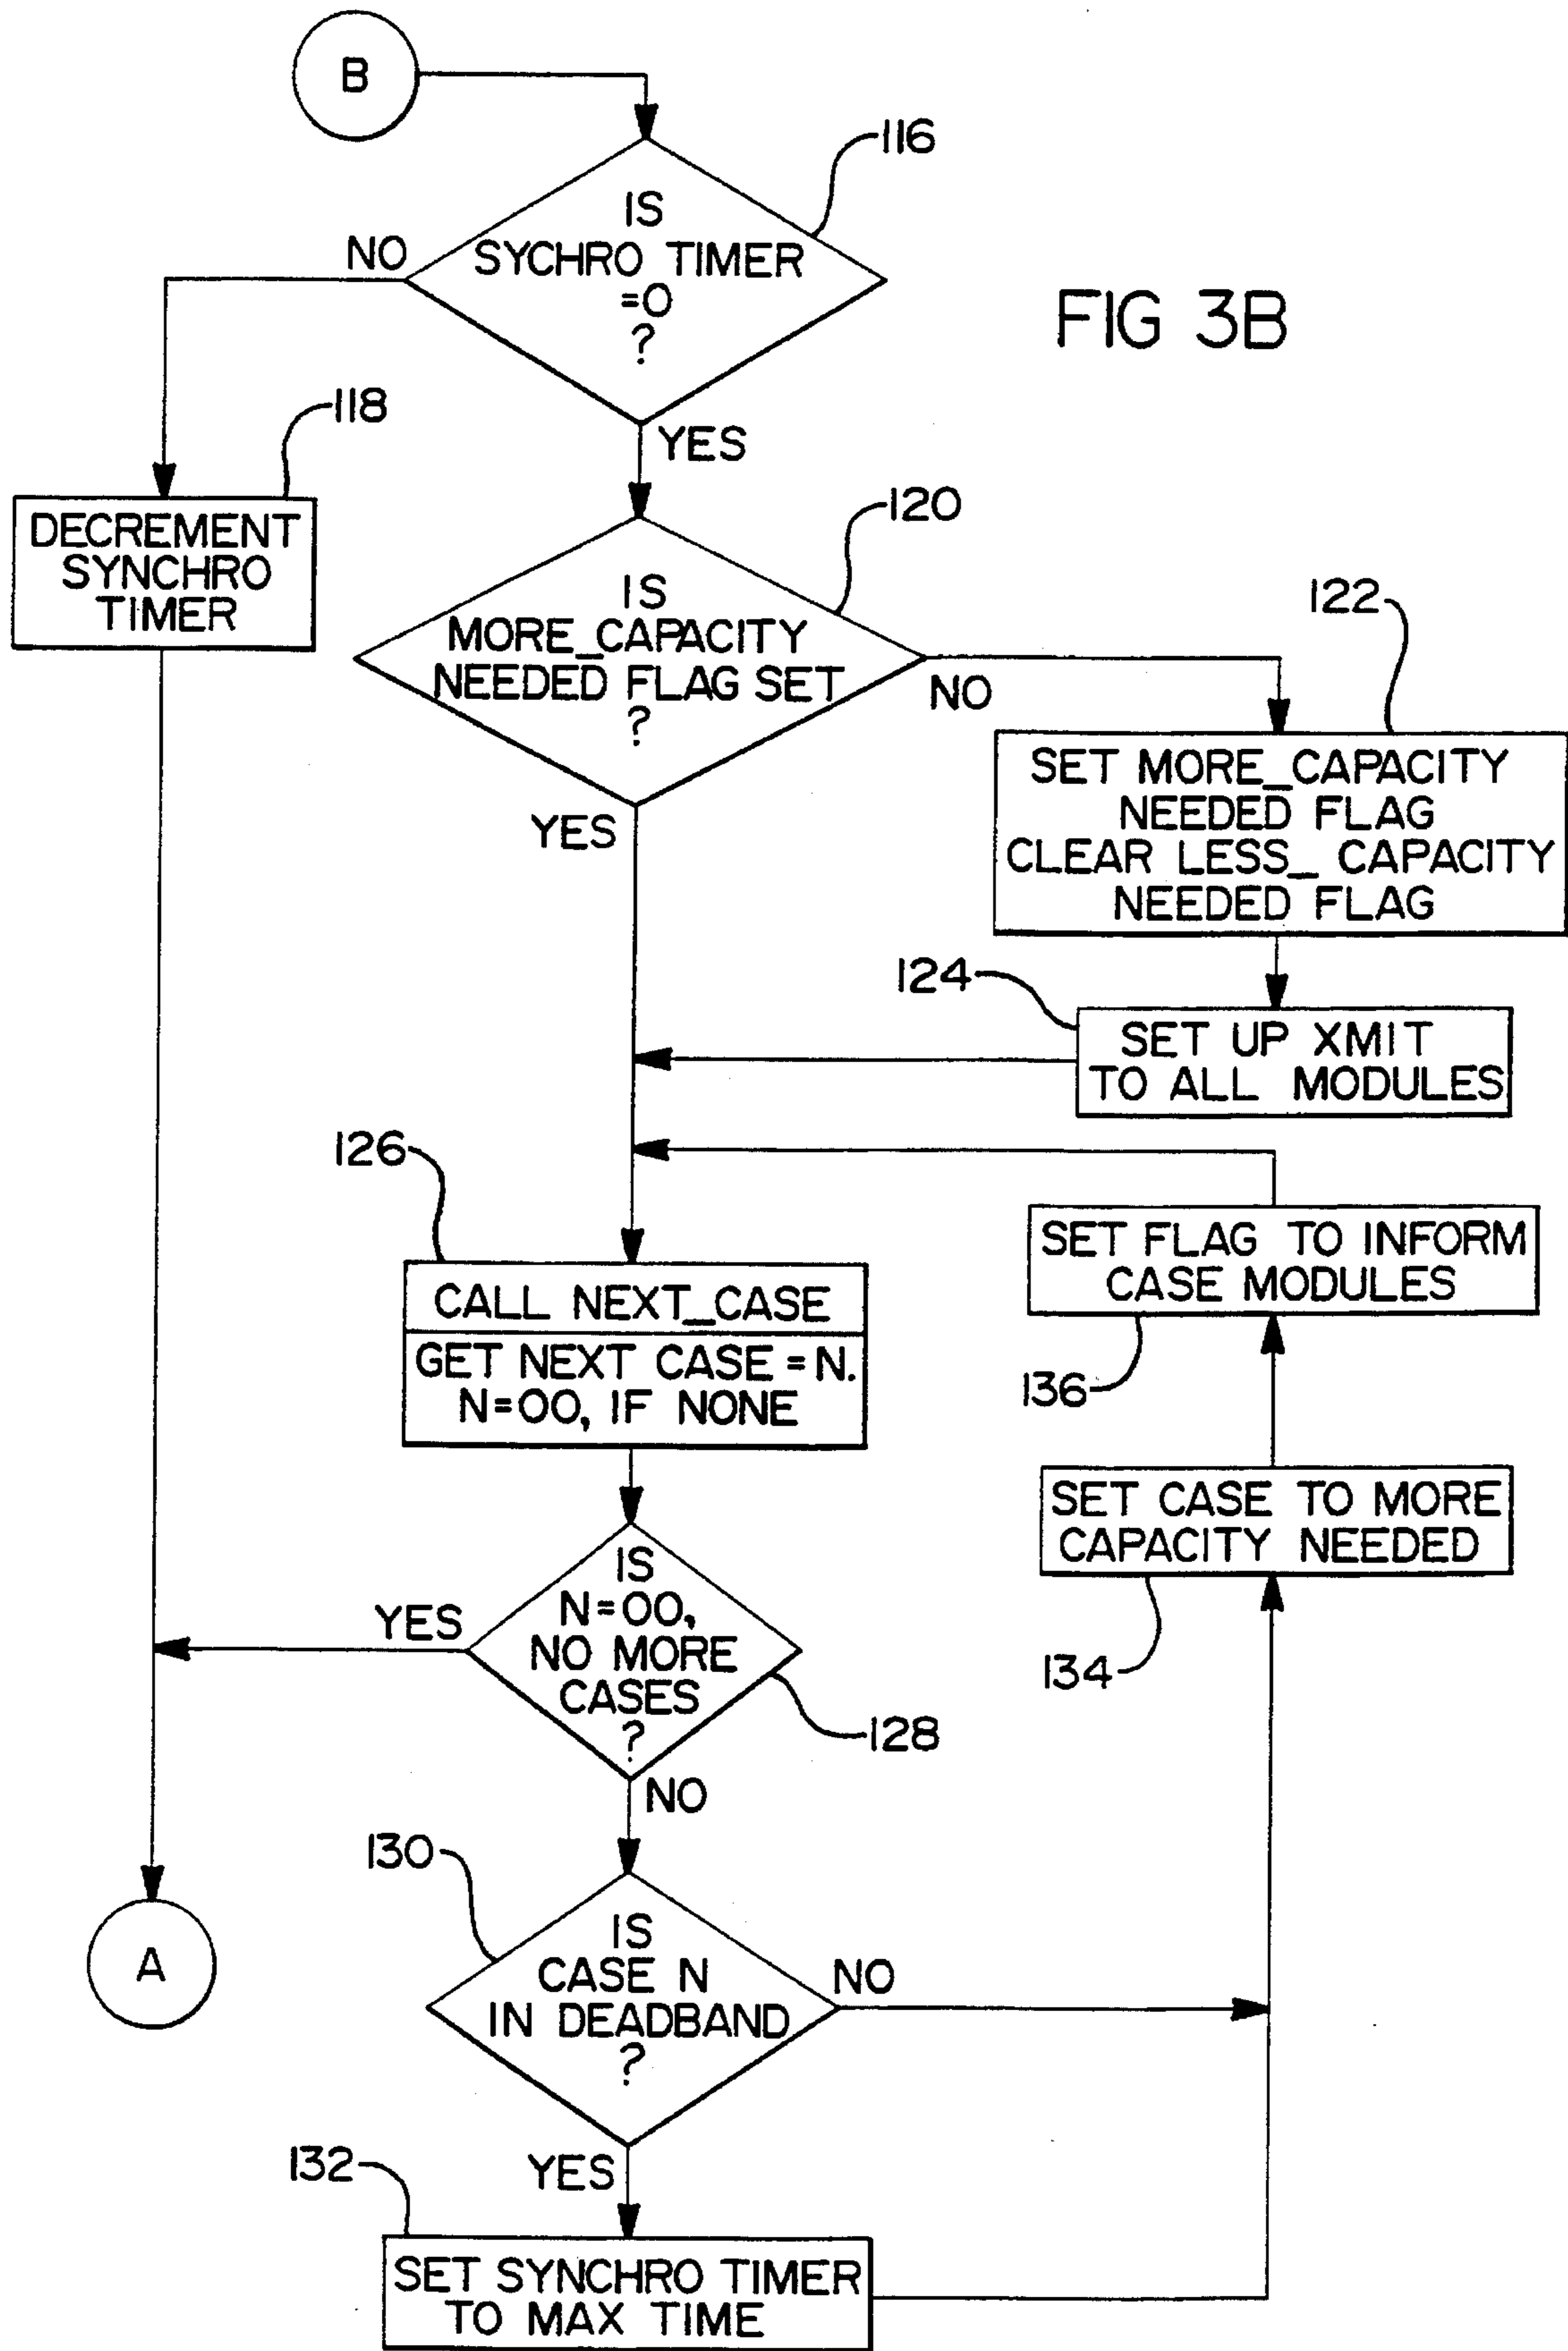 B
116
IS
SYCHRO TIMER
=0
?
NO
FIG 3B
118
YES
DECREMENT
SYNCHRO
TIMER
120
IS
MORE_CAPACITY
NEEDED FLAG SET
?
NO
122
YES
SET MORE_CAPACITY
NEEDED FLAG
CLEAR LESS_ CAPACITY
NEEDED FLAG
124
SET UP XMIT
TO ALL MODULES
126
CALL NEXT_CASE
GET NEXT CASE = N.
N=00, IF NONE
SET FLAG TO INFORM
CASE MODULES
136
SET CASE TO MORE
CAPACITY NEEDED
134
IS
N=00,
NO MORE
CASES
?
YES
128
NO
130
A
IS
CASE N
IN DEADBAND
?
NO
YES
132
SET SYNCHRO TIMER
TO MAX TIME